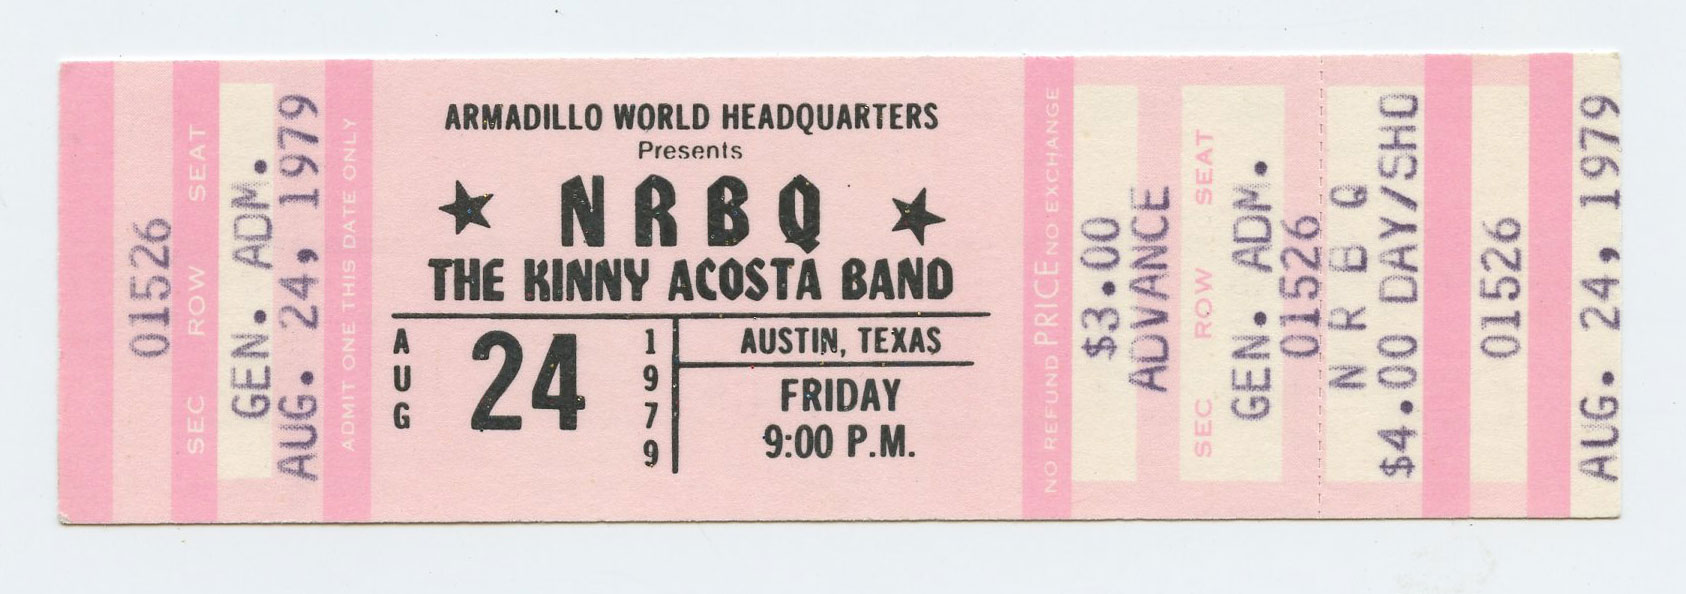 01526
SEC ROW SEAT
GEN. ADM.
AUG. 24, 1979
ADMIT ONE THIS DATE ONLY
ARMADILLO WORLD HEADQUARTERS
Presents
NRBQ
THE KINNY ACOSTA BAND
AUG
24
1979
AUSTIN, TEXAS
FRIDAY
9:00 P.M.
NO REFUND PRICE NO EXCHANGE
$3.00
ADVANCE
SEC ROW SEAT
GEN. ADM.
01526
N R B Q
$4.00 DAY/SHO
01526
AUG. 24, 1979